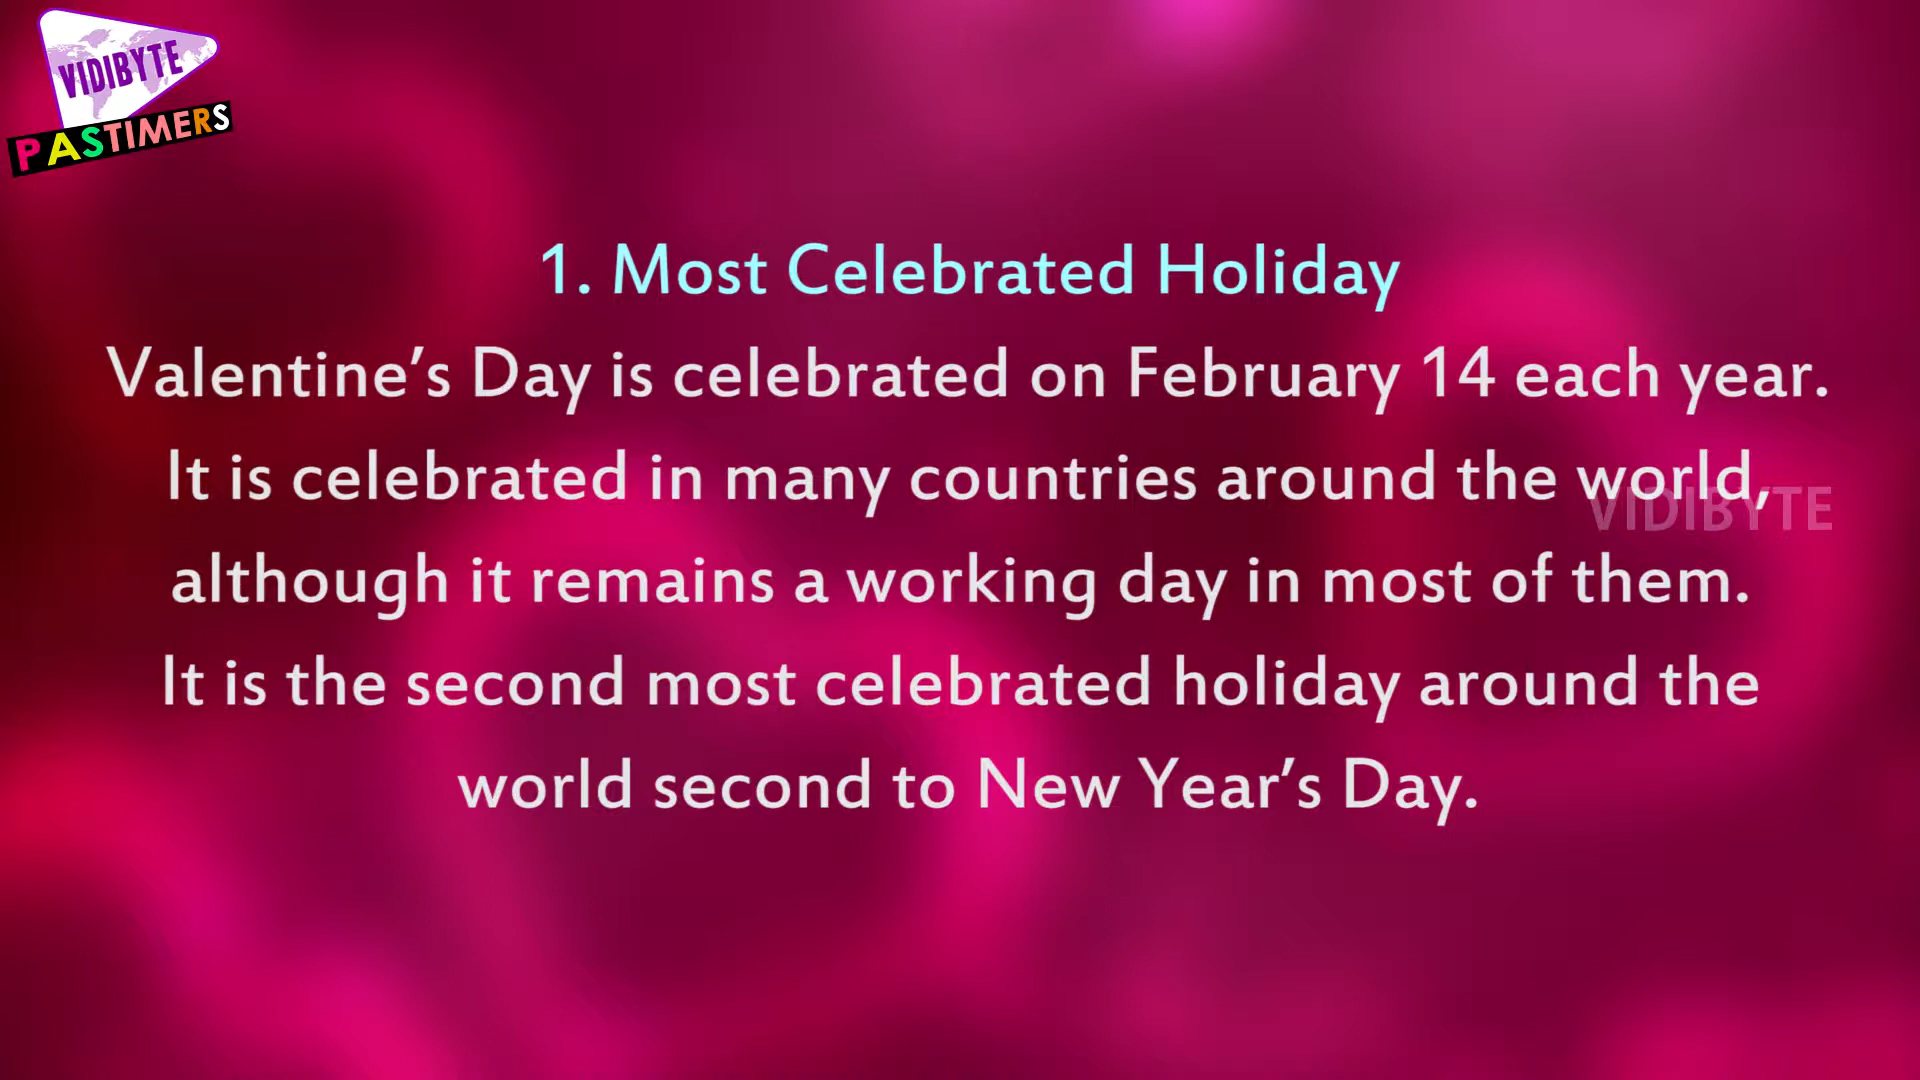 VIDIBYTE
PASTIMERS
1. Most Celebrated Holiday
Valentine’s Day is celebrated on February 14 each year.
It is celebrated in many countries around the world,
VIDIBYTE
although it remains a working day in most of them.
It is the second most celebrated holiday around the
world second to New Year’s Day.